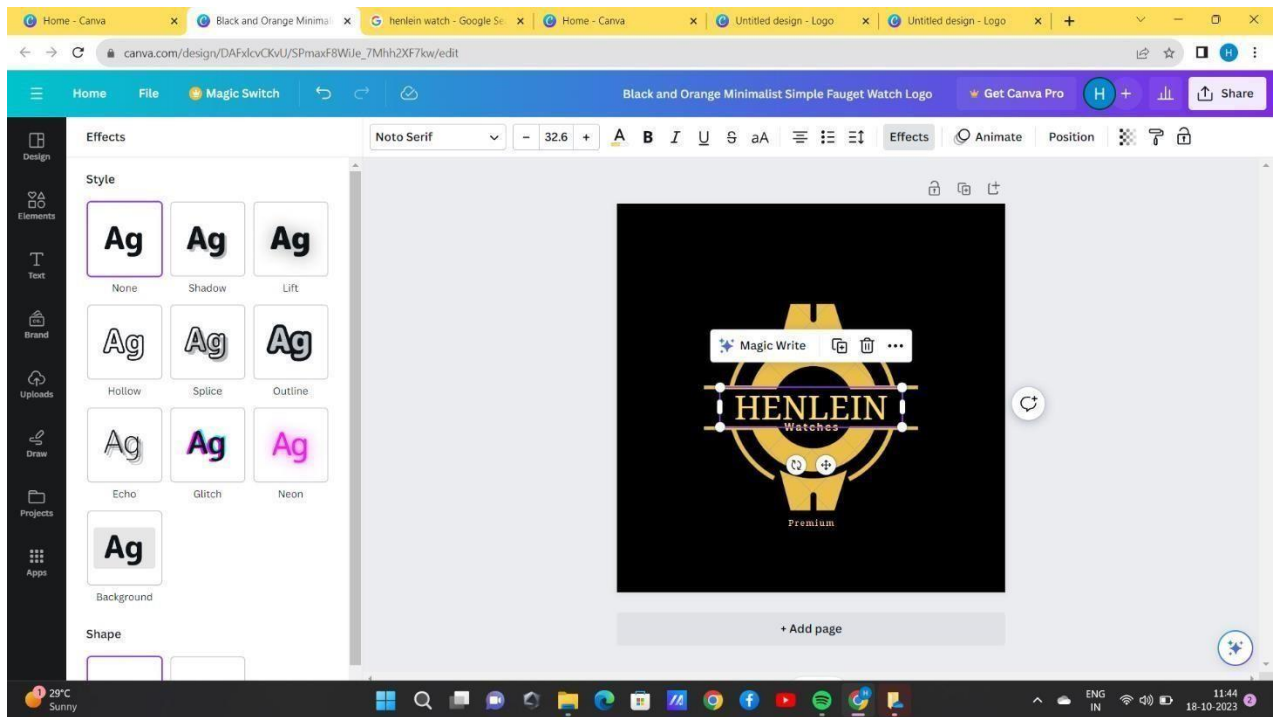 Home - Canva
Black and Orange Minimal
henlein watch - Google Se
Home - Canva
Untitled design - Logo
Untitled design - Logo
canva.com/design/DAFxlcvCKvU/SPmaxF8WiJe_7Mhh2XF7kw/edit
H
Home File Magic Switch
Black and Orange Minimalist Simple Fauget Watch Logo
Get Canva Pro
H
Share
Design
Elements
Text
Brand
Uploads
Draw
Projects
Apps
Effects
Noto Serif
- 32.6 +
A B I U S aA
Effects
Animate
Position
Style
Ag Ag Ag
None Shadow Lift
Ag Ag Ag
Hollow Splice Outline
Ag Ag Ag
Echo Glitch Neon
Ag
Background
Shape
Magic Write
HENLEIN
Watches
Premium
+ Add page
1
29°C
Sunny
ENG
IN
11:44
18-10-2023
2